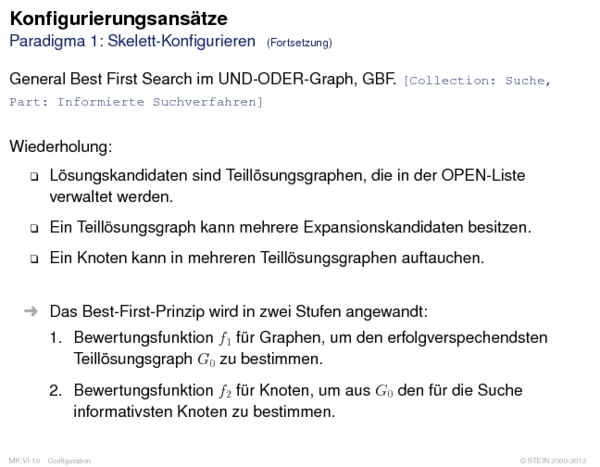 Konfigurierungsansätze
Paradigma 1: Skelett-Konfigurieren (Fortsetzung)
General Best First Search im UND-ODER-Graph, GBF. [Collection: Suche,
Part: Informierte Suchverfahren]
Wiederholung:
❑ Lösungskandidaten sind Teillösungsgraphen, die in der OPEN-Liste
verwaltet werden.
❑ Ein Teillösungsgraph kann mehrere Expansionskandidaten besitzen.
❑ Ein Knoten kann in mehreren Teillösungsgraphen auftauchen.
➜ Das Best-First-Prinzip wird in zwei Stufen angewandt:
1. Bewertungsfunktion f₁ für Graphen, um den erfolgverspechendsten
Teillösungsgraph G₀ zu bestimmen.
2. Bewertungsfunktion f₂ für Knoten, um aus G₀ den für die Suche
informativsten Knoten zu bestimmen.
MK:VI-19 Configuration © STEIN 2000-2013